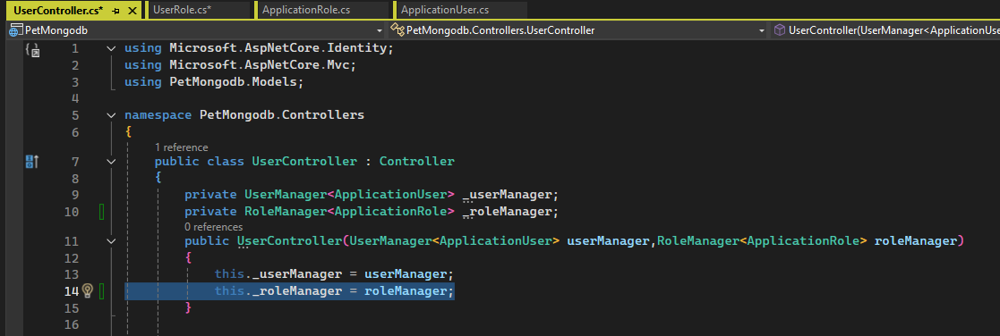 UserController.cs* UserRole.cs* ApplicationRole.cs ApplicationUser.cs
PetMongodb PetMongodb.Controllers.UserController UserController(UserManager<ApplicationUse
1 using Microsoft.AspNetCore.Identity;
2 using Microsoft.AspNetCore.Mvc;
3 using PetMongodb.Models;
4
5 namespace PetMongodb.Controllers
6 {
1 reference
7 public class UserController : Controller
8 {
9 private UserManager<ApplicationUser> _userManager;
10 private RoleManager<ApplicationRole> _roleManager;
0 references
11 public UserController(UserManager<ApplicationUser> userManager,RoleManager<ApplicationRole> roleManager)
12 {
13 this._userManager = userManager;
14 this._roleManager = roleManager;
15 }
16